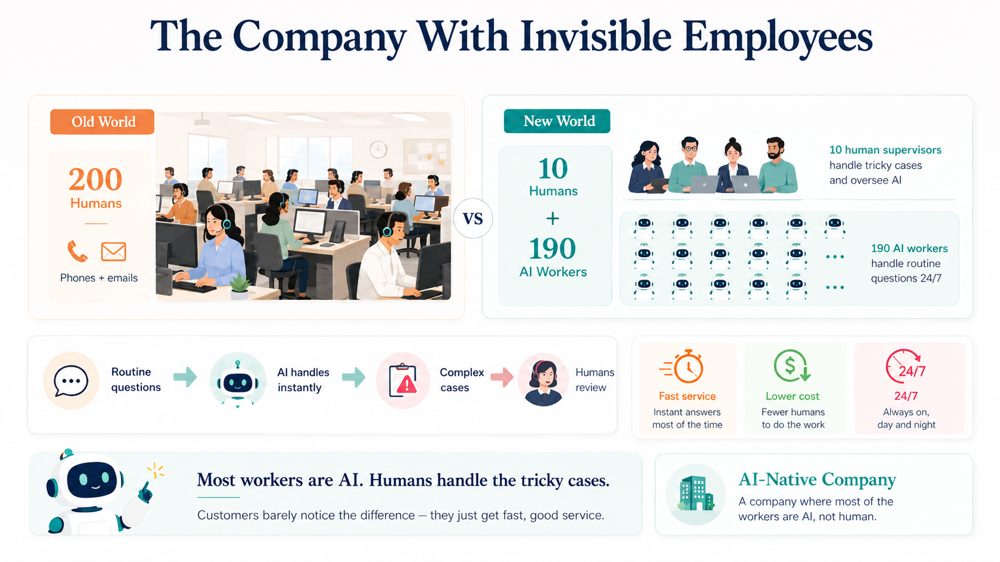 The Company With Invisible Employees
Old World
200
Humans
Phones + emails
VS
New World
10
Humans
+
190
AI Workers
10 human supervisors
handle tricky cases
and oversee AI
190 AI workers
handle routine
questions 24/7
Routine
questions
AI handles
instantly
Complex
cases
Humans
review
Fast service
Instant answers
most of the time
$
Lower cost
Fewer humans
to do the work
24/7
24/7
Always on,
day and night
Most workers are AI. Humans handle the tricky cases.
Customers barely notice the difference – they just get fast, good service.
AI-Native Company
A company where most of the
workers are AI, not human.